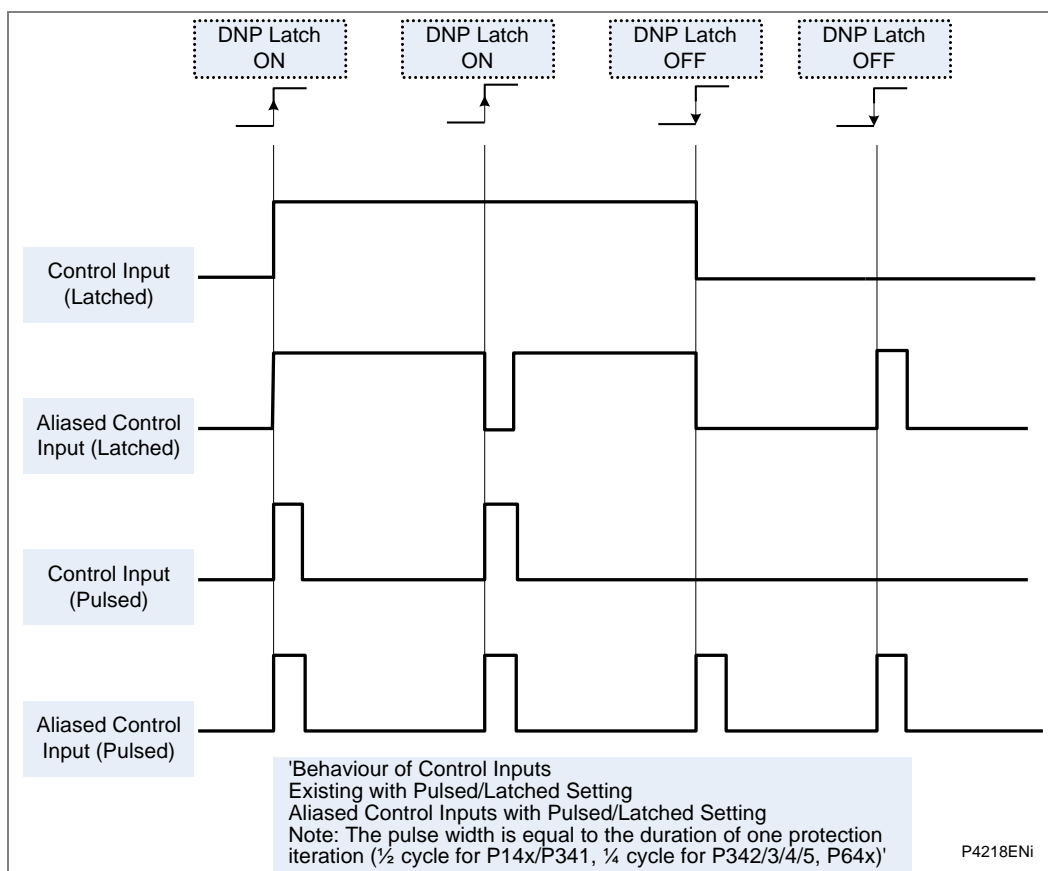 DNP Latch
ON
DNP Latch
ON
DNP Latch
OFF
DNP Latch
OFF
Control Input
(Latched)
Aliased Control
Input (Latched)
Control Input
(Pulsed)
Aliased Control
Input (Pulsed)
'Behaviour of Control Inputs
Existing with Pulsed/Latched Setting
Aliased Control Inputs with Pulsed/Latched Setting
Note: The pulse width is equal to the duration of one protection
iteration (½ cycle for P14x/P341, ¼ cycle for P342/3/4/5, P64x)'
P4218ENi